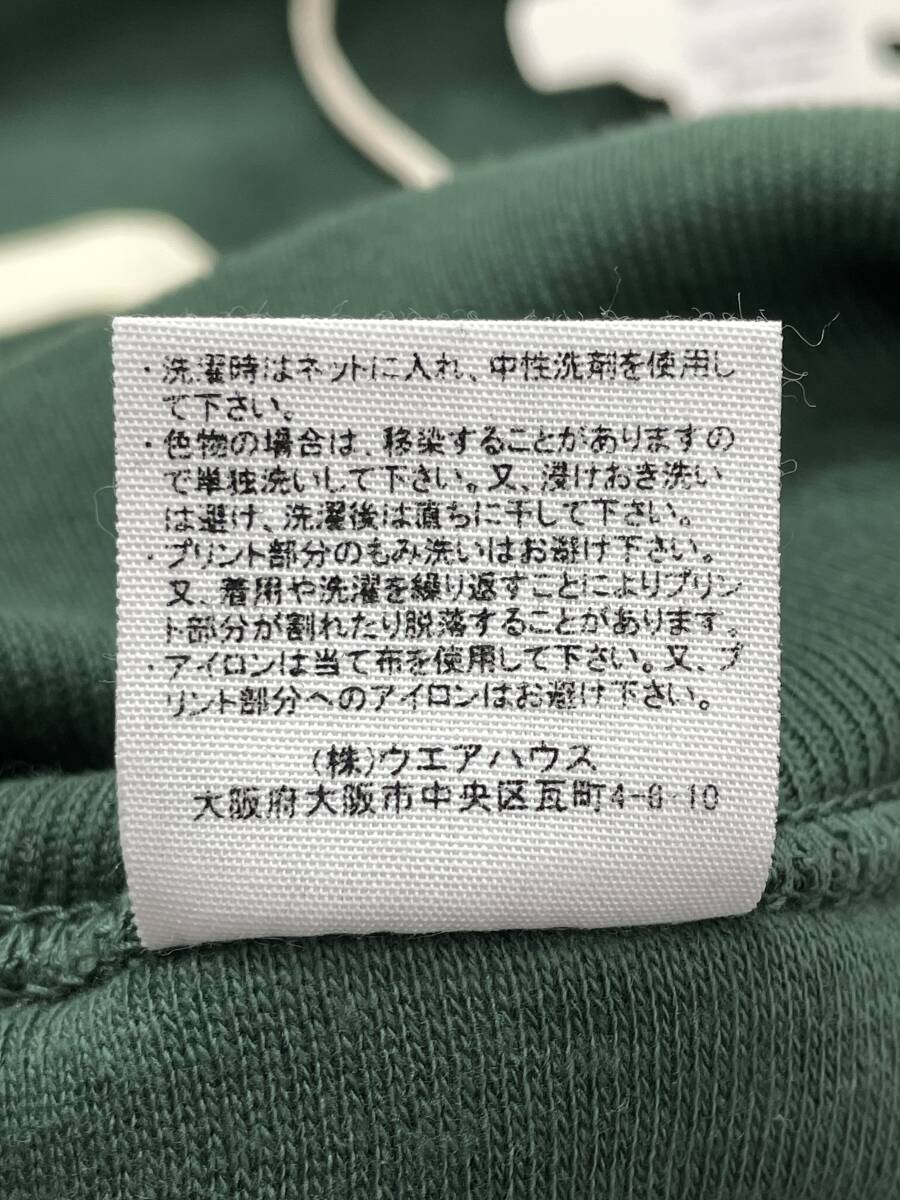 ・洗濯時はネットに入れ、中性洗剤を使用し
て下さい。
・色物の場合は、移染することがありますの
で単独洗いして下さい。又、浸けおき洗い
は避け、洗濯後は直ちに干して下さい。
・プリント部分のもみ洗いはお避け下さい。
又、着用や洗濯を繰り返すことによりプリン
ト部分が割れたり脱落することがあります。
・アイロンは当て布を使用して下さい。又、プ
リント部分へのアイロンはお避け下さい。
(株)ウエアハウス
大阪府大阪市中央区瓦町4-6-10